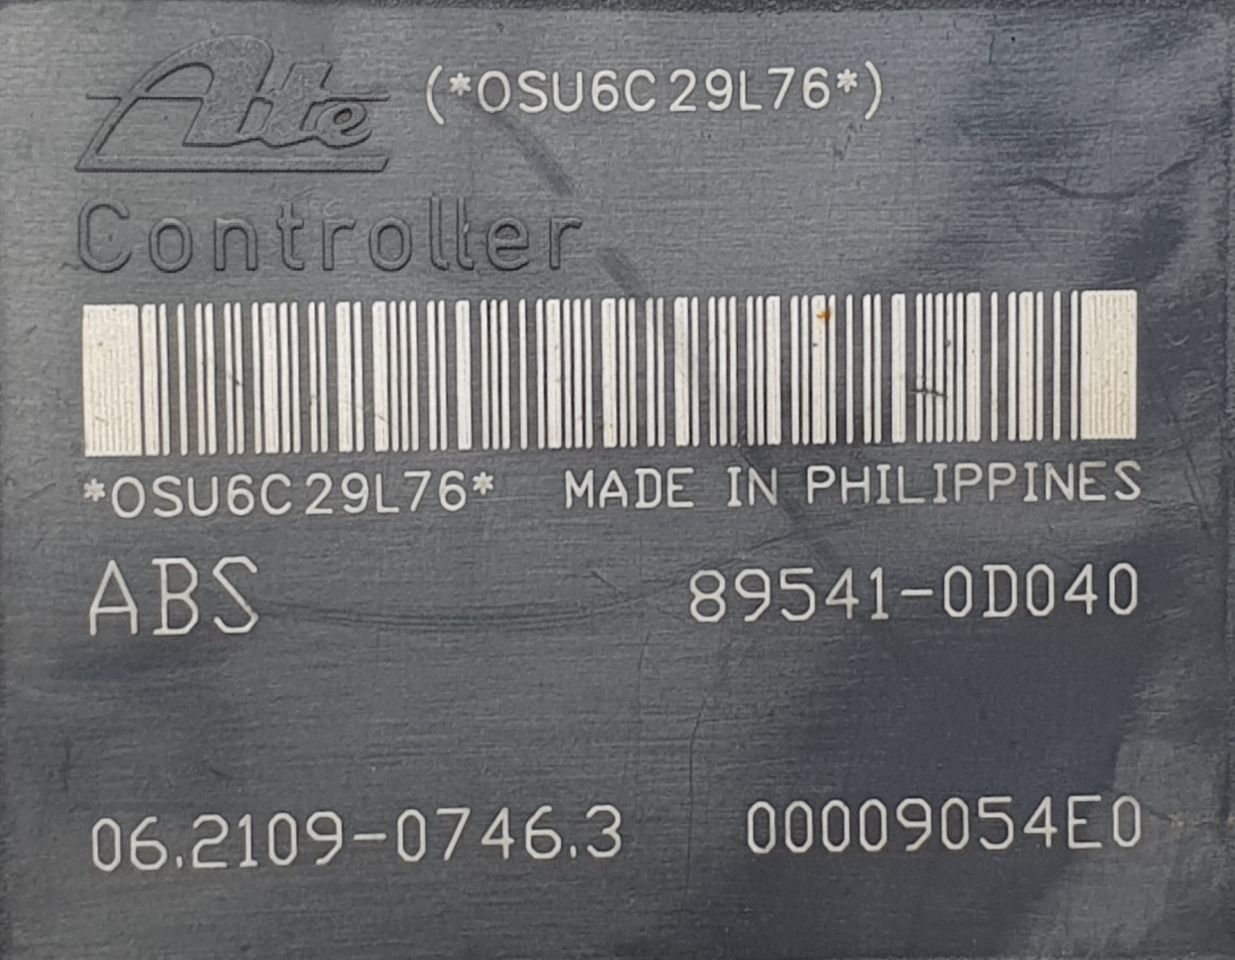 Ate (*OSU6C29L76*)
Controller
*OSU6C29L76* MADE IN PHILIPPINES
ABS 89541-0D040
06.2109-0746.3 00009054E0